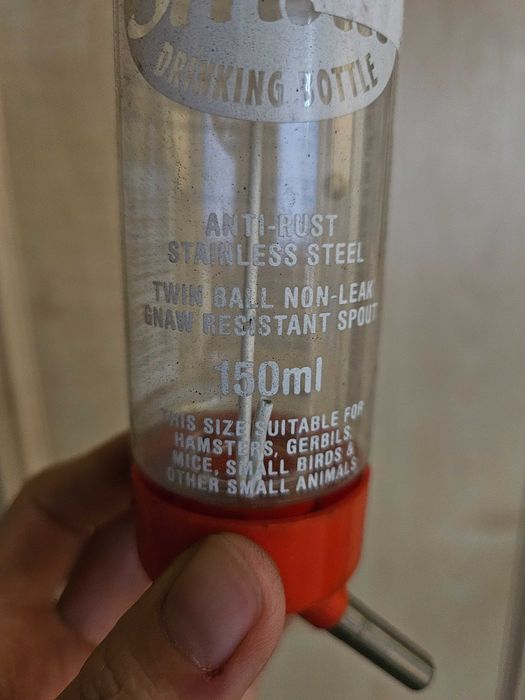 DRINKING BOTTLE
ANTI-RUST
STAINLESS STEEL
TWIN BALL NON-LEAK
GNAW RESISTANT SPOUT
150ml
THIS SIZE SUITABLE FOR
HAMSTERS, GERBILS,
MICE, SMALL BIRDS &
OTHER SMALL ANIMALS